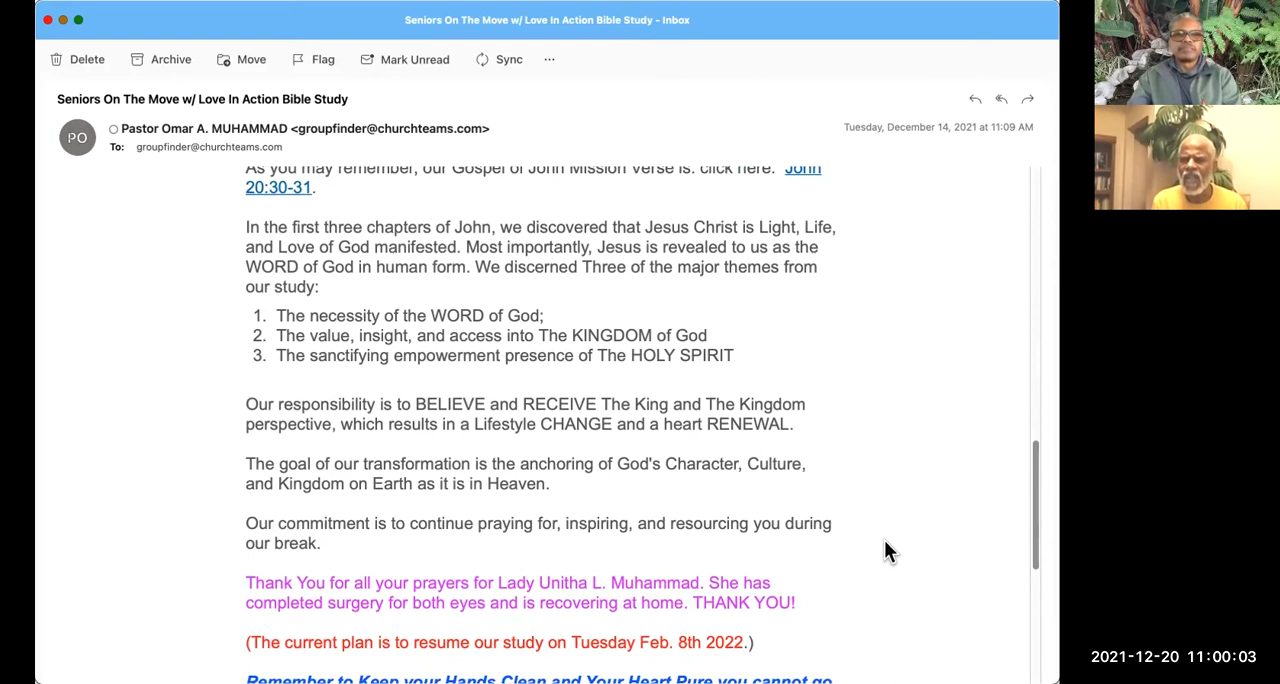 Seniors On The Move w/ Love In Action Bible Study - Inbox
Delete Archive Move Flag Mark Unread Sync ...
Seniors On The Move w/ Love In Action Bible Study
PO
Pastor Omar A. MUHAMMAD <groupfinder@churchteams.com>
Tuesday, December 14, 2021 at 11:09 AM
To: groupfinder@churchteams.com
As you may remember, our Gospel of John Mission Verse is: click here. John
20:30-31.
In the first three chapters of John, we discovered that Jesus Christ is Light, Life,
and Love of God manifested. Most importantly, Jesus is revealed to us as the
WORD of God in human form. We discerned Three of the major themes from
our study:
1. The necessity of the WORD of God;
2. The value, insight, and access into The KINGDOM of God
3. The sanctifying empowerment presence of The HOLY SPIRIT
Our responsibility is to BELIEVE and RECEIVE The King and The Kingdom
perspective, which results in a Lifestyle CHANGE and a heart RENEWAL.
The goal of our transformation is the anchoring of God's Character, Culture,
and Kingdom on Earth as it is in Heaven.
Our commitment is to continue praying for, inspiring, and resourcing you during
our break.
Thank You for all your prayers for Lady Unitha L. Muhammad. She has
completed surgery for both eyes and is recovering at home. THANK YOU!
(The current plan is to resume our study on Tuesday Feb. 8th 2022.)
Remember to Keep your Hands Clean and Your Heart Pure you cannot go
2021-12-20 11:00:03